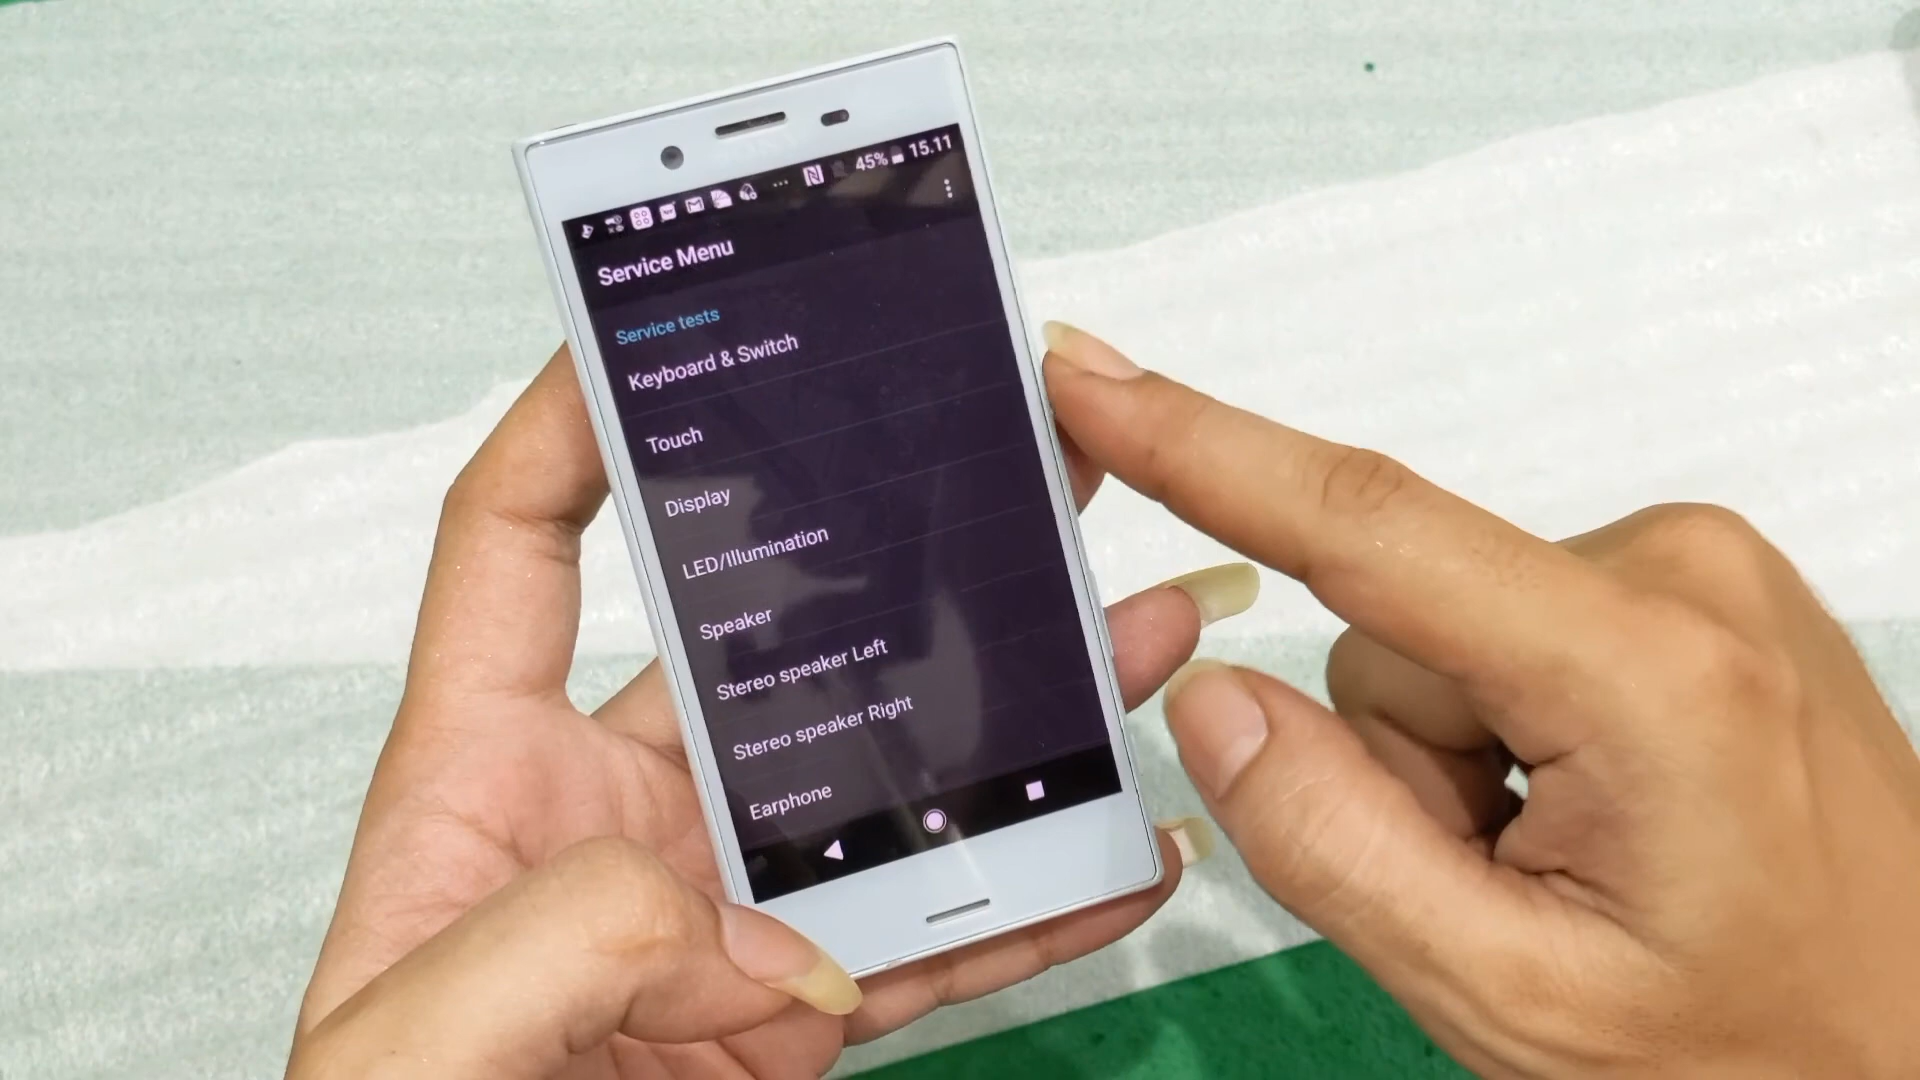 45% 15.11
Service Menu
Service tests
Keyboard & Switch
Touch
Display
LED/Illumination
Speaker
Stereo speaker Left
Stereo speaker Right
Earphone